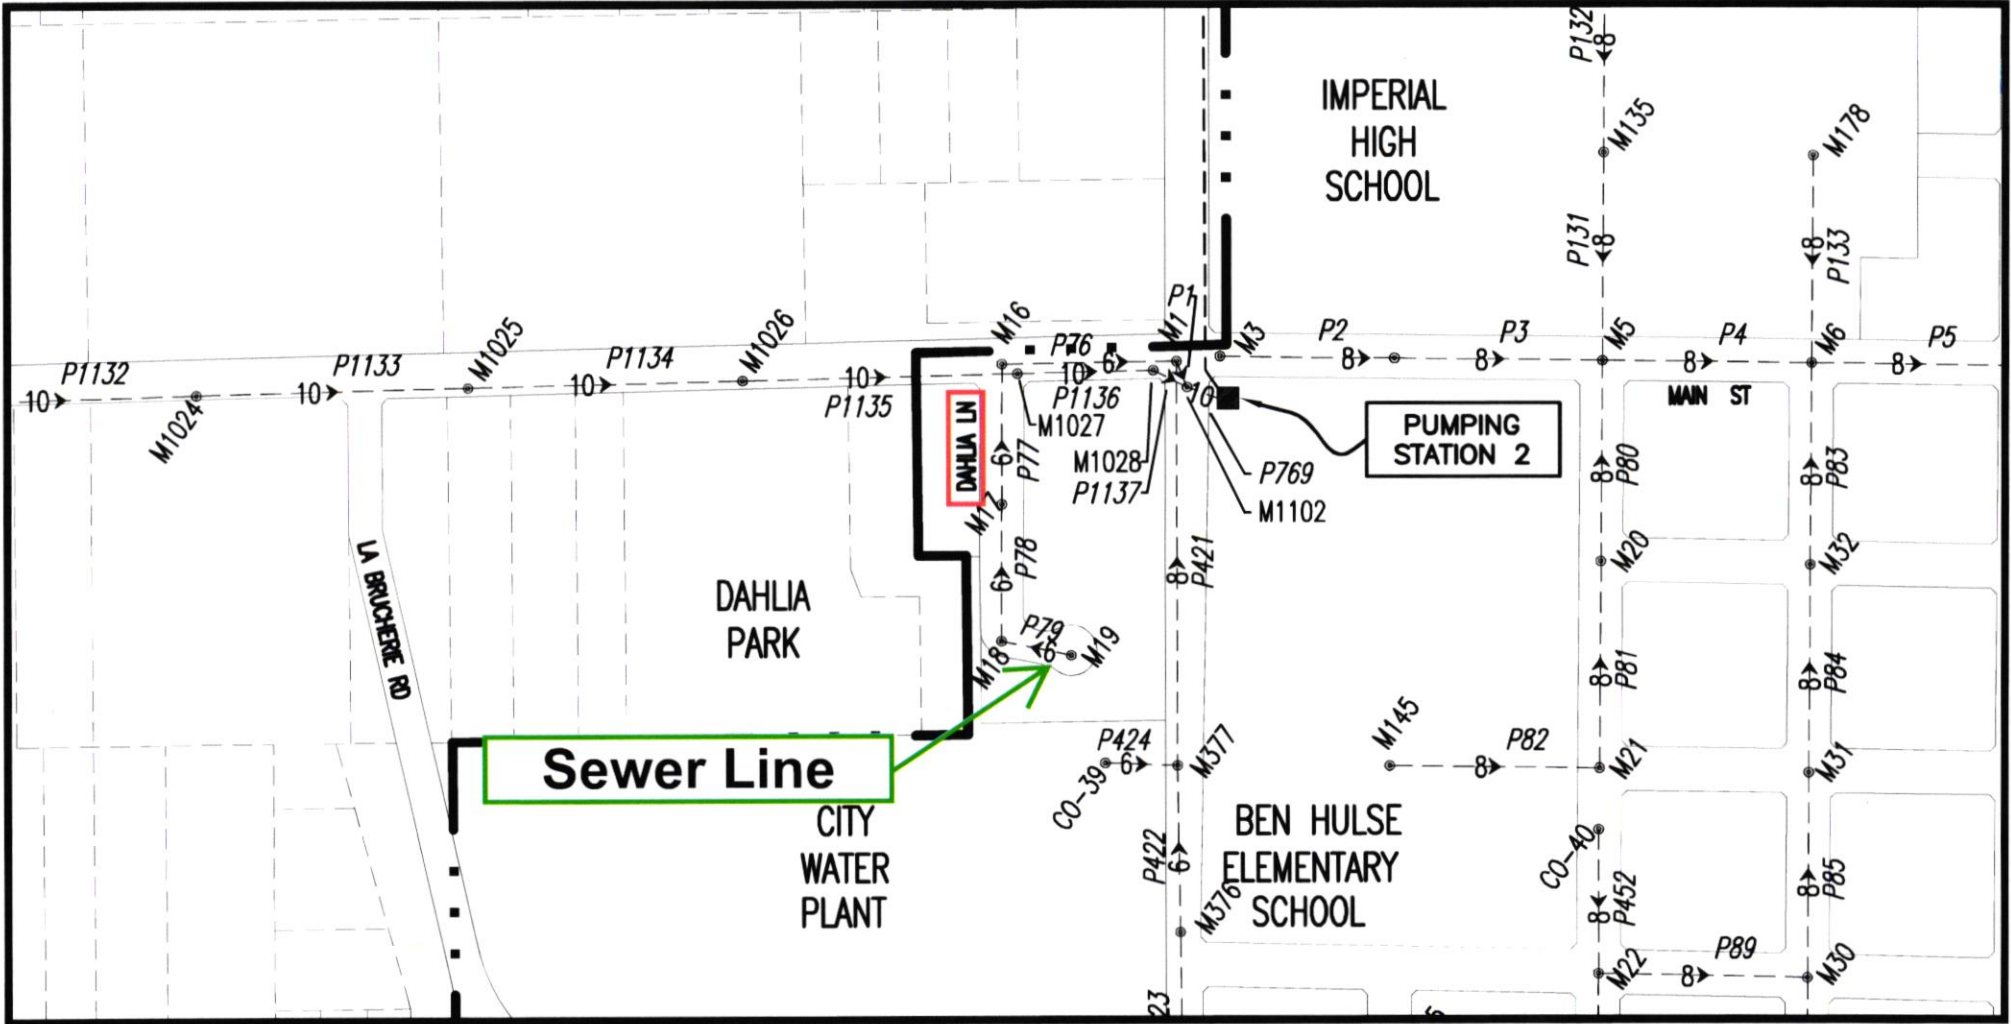 P132
8
IMPERIAL
HIGH
SCHOOL
M135
M178
P131
8
8
P133
P1
M16
M1
M3
P2
P3
M5
P4
M6
P5
P76
6
8
8
8
8
M1026
M1025
P1132
P1133
P1134
10
10
10
10
10
10
P1135
P1136
M1024
MAIN ST
DAHLIA LN
M1027
PUMPING
STATION 2
6
P77
M1028
P1137
P769
M1102
8
P80
8
P83
M17
6
P78
8
P421
M20
M32
LA BRUCHERIE RD
DAHLIA
PARK
P79
6
M18
M19
8
P81
8
P84
Sewer Line
P424
6
CO-39
M377
M145
P82
8
M21
M31
CITY
WATER
PLANT
P422
6
M376
BEN HULSE
ELEMENTARY
SCHOOL
CO-40
8
P452
8
P85
M22
P89
8
M30
23